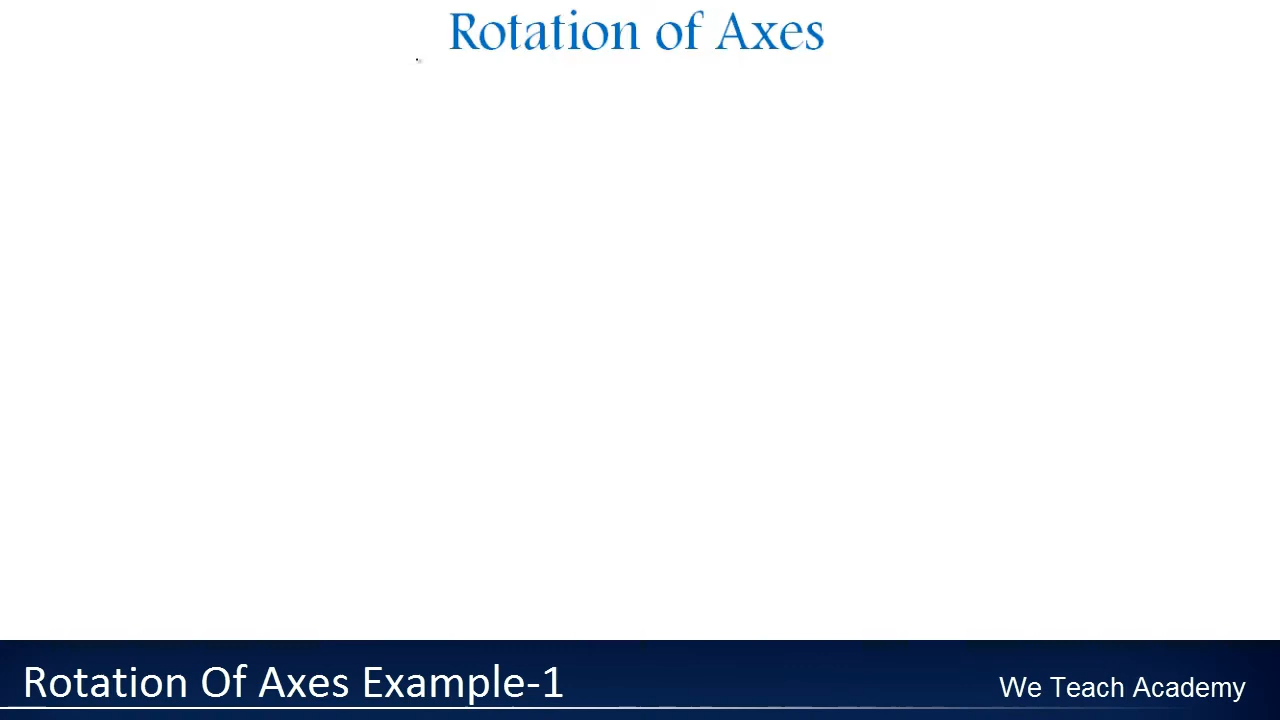 Rotation of Axes
Rotation Of Axes Example-1
We Teach Academy